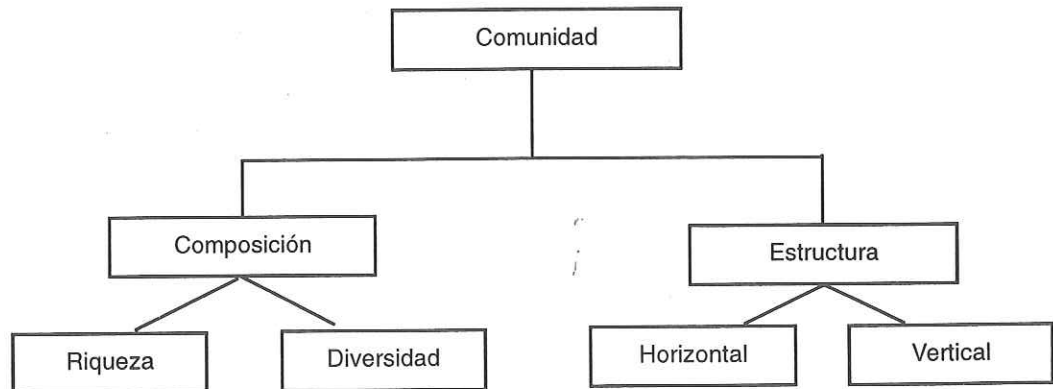 Comunidad
Composición
Estructura
Riqueza
Diversidad
Horizontal
Vertical